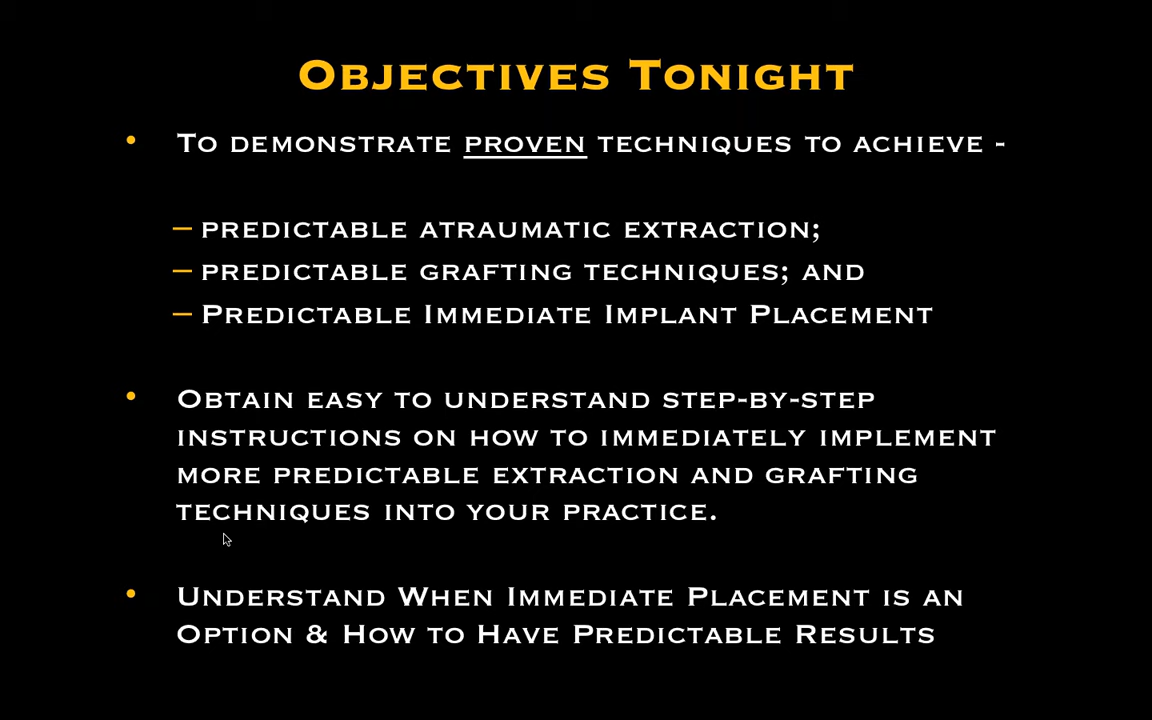 Objectives Tonight
• To demonstrate proven techniques to achieve -
– predictable atraumatic extraction;
– predictable grafting techniques; and
– Predictable Immediate Implant Placement
• Obtain easy to understand step-by-step
instructions on how to immediately implement
more predictable extraction and grafting
techniques into your practice.
• Understand When Immediate Placement is an
Option & How to Have Predictable Results